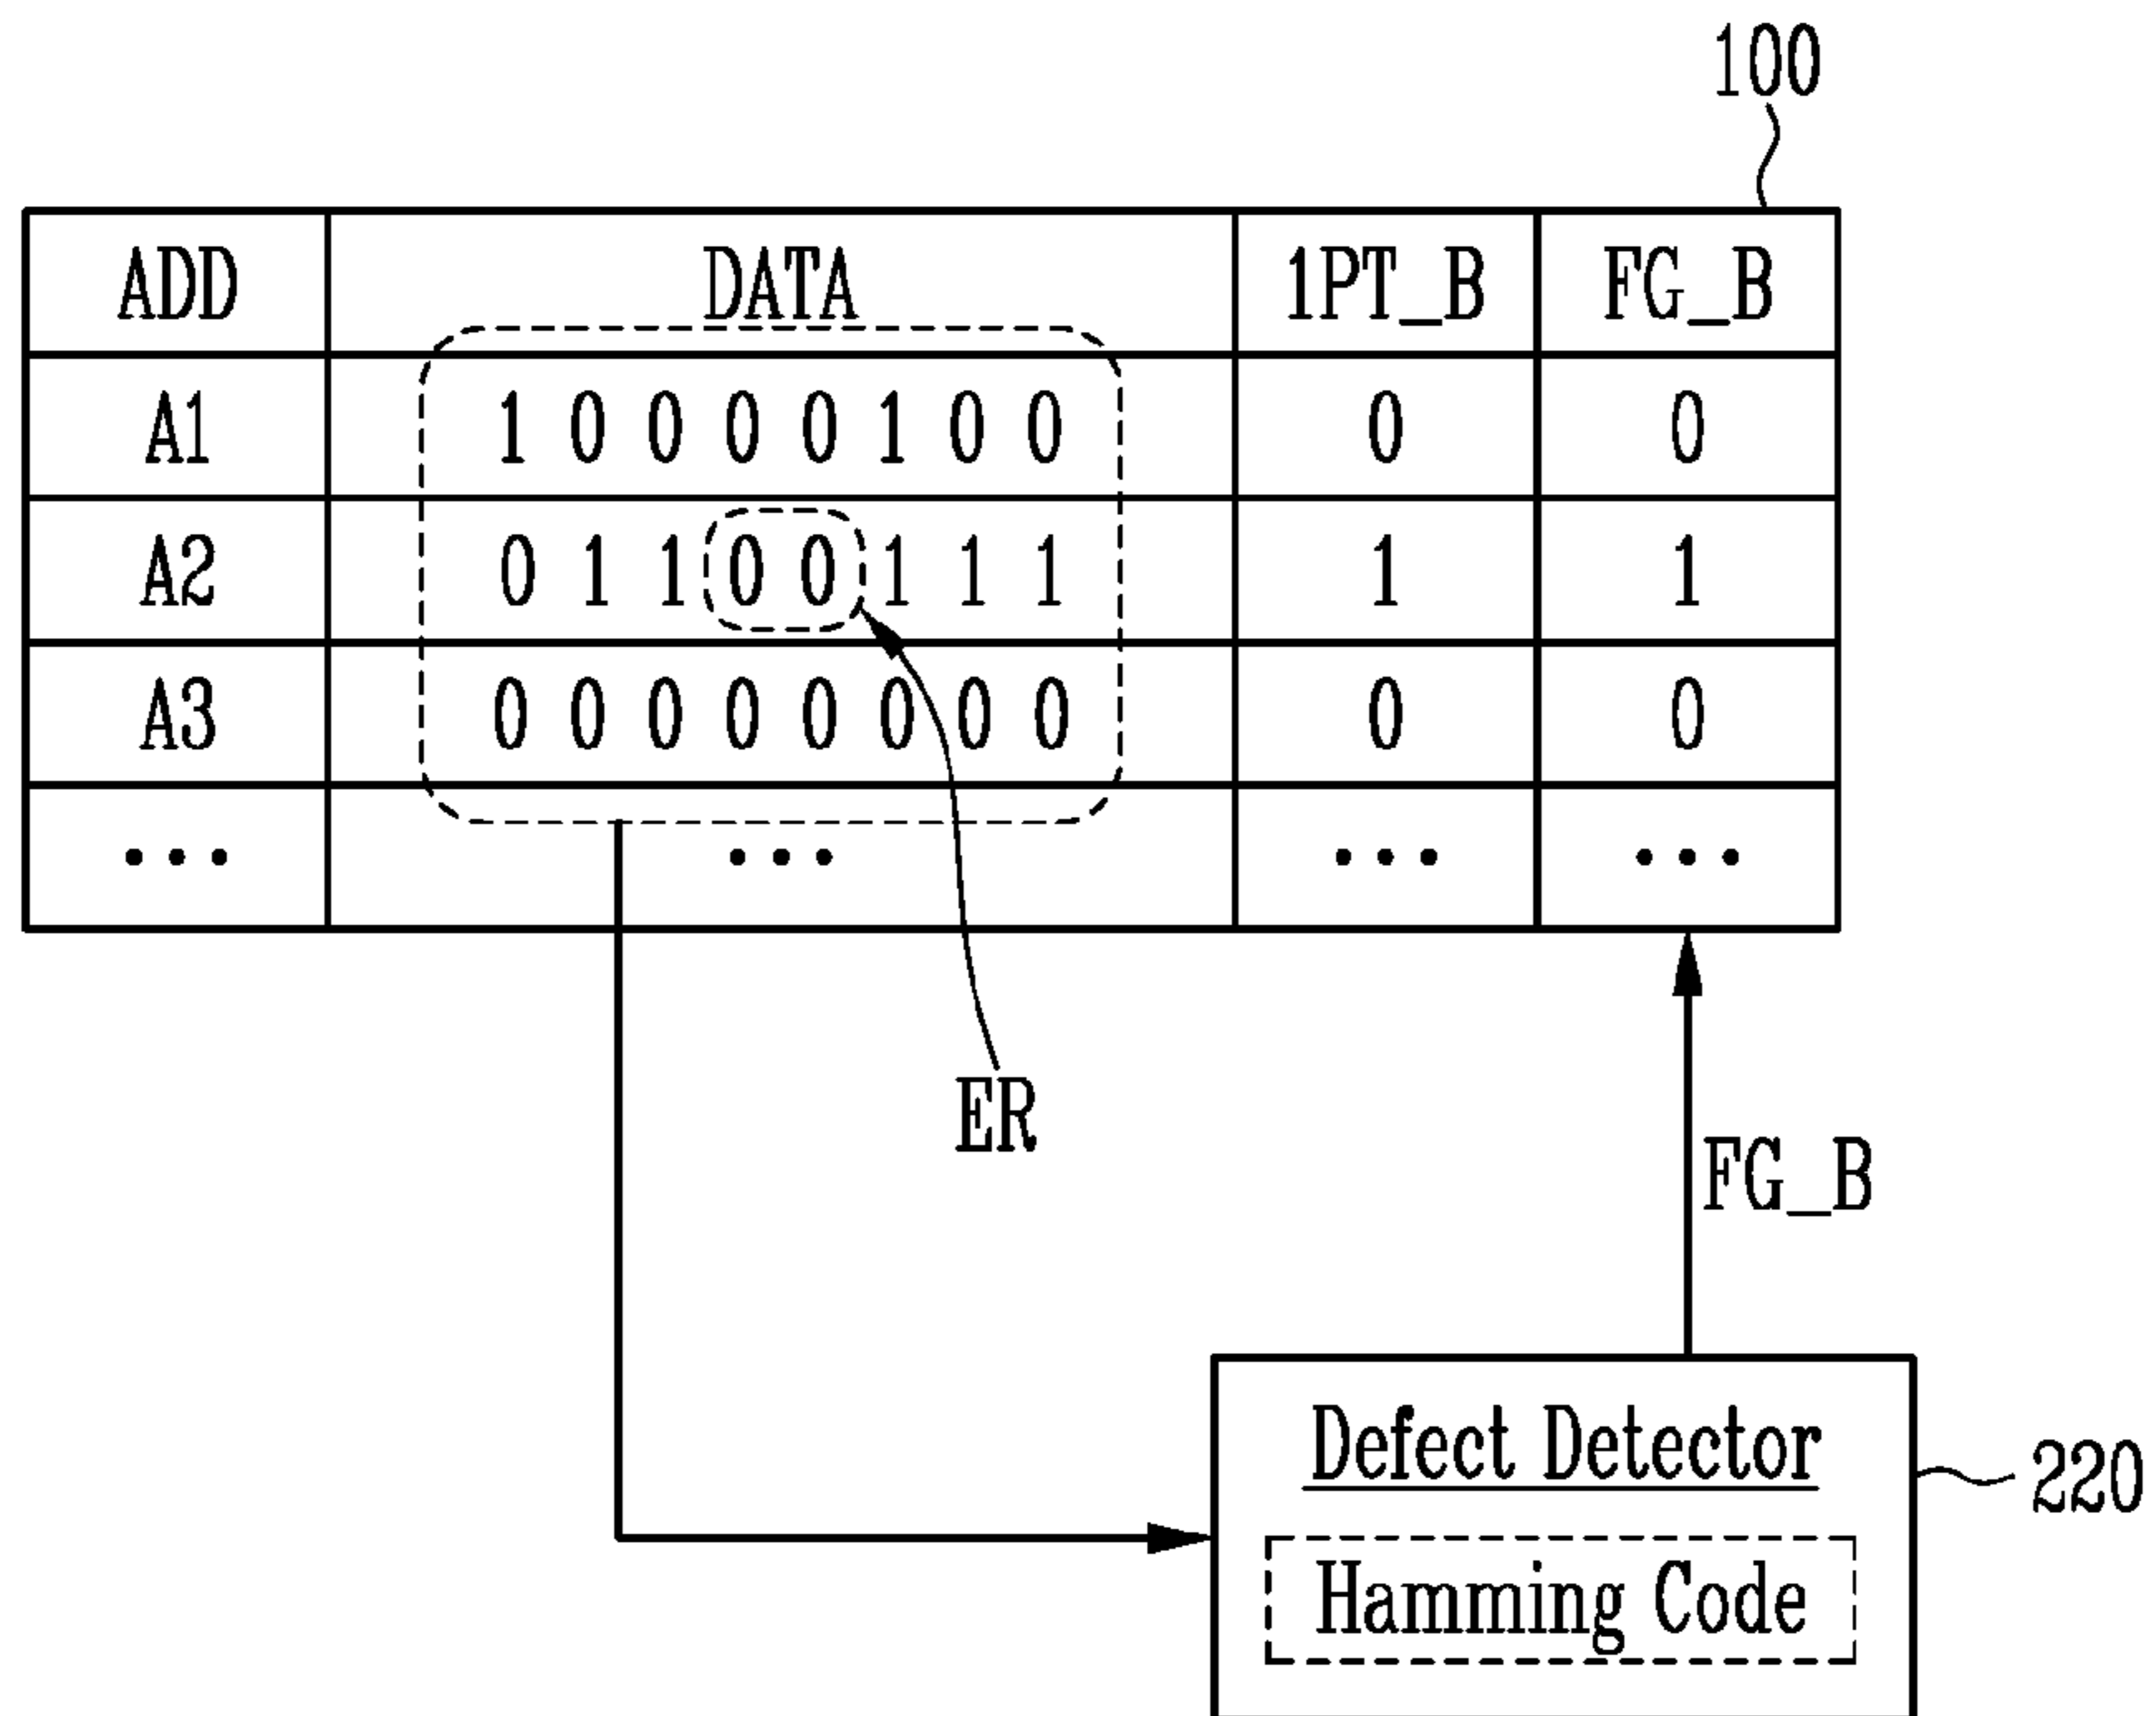 100
ADD DATA 1PT_B FG_B
A1 1 0 0 0 0 1 0 0 0 0
A2 0 1 1 0 0 1 1 1 1 1
A3 0 0 0 0 0 0 0 0 0 0
... ... ... ...
ER
FG_B
Defect Detector
220
Hamming Code